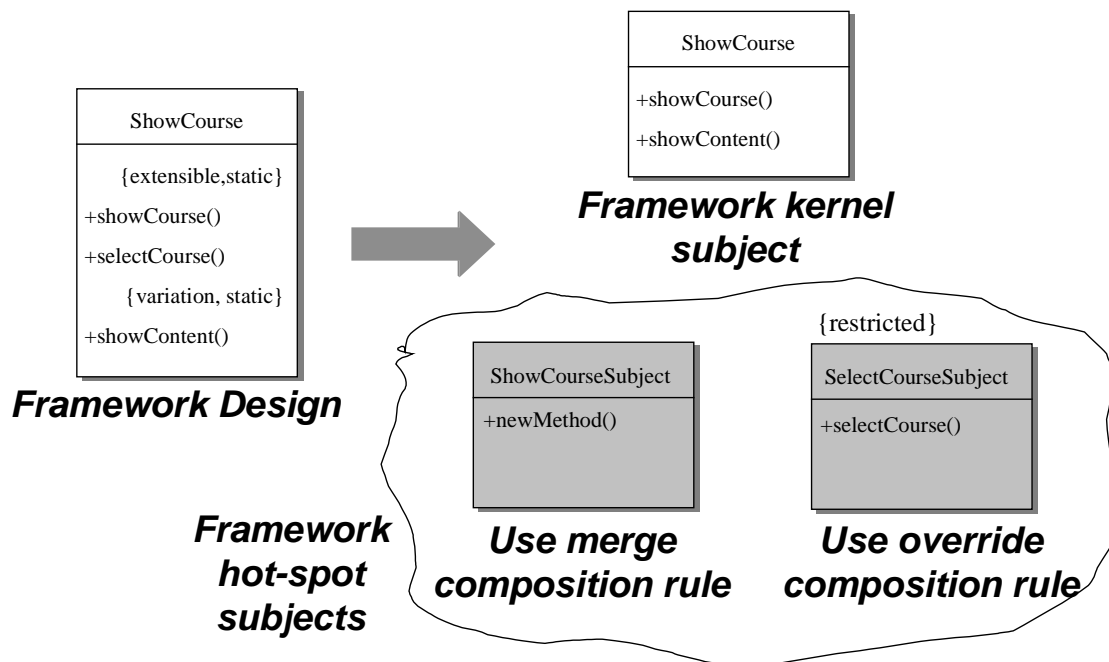 ShowCourse
{extensible,static}
+showCourse()
+selectCourse()
{variation, static}
+showContent()
Framework Design
ShowCourse
+showCourse()
+showContent()
Framework kernel
subject
Framework
hot-spot
subjects
ShowCourseSubject
+newMethod()
Use merge
composition rule
{restricted}
SelectCourseSubject
+selectCourse()
Use override
composition rule